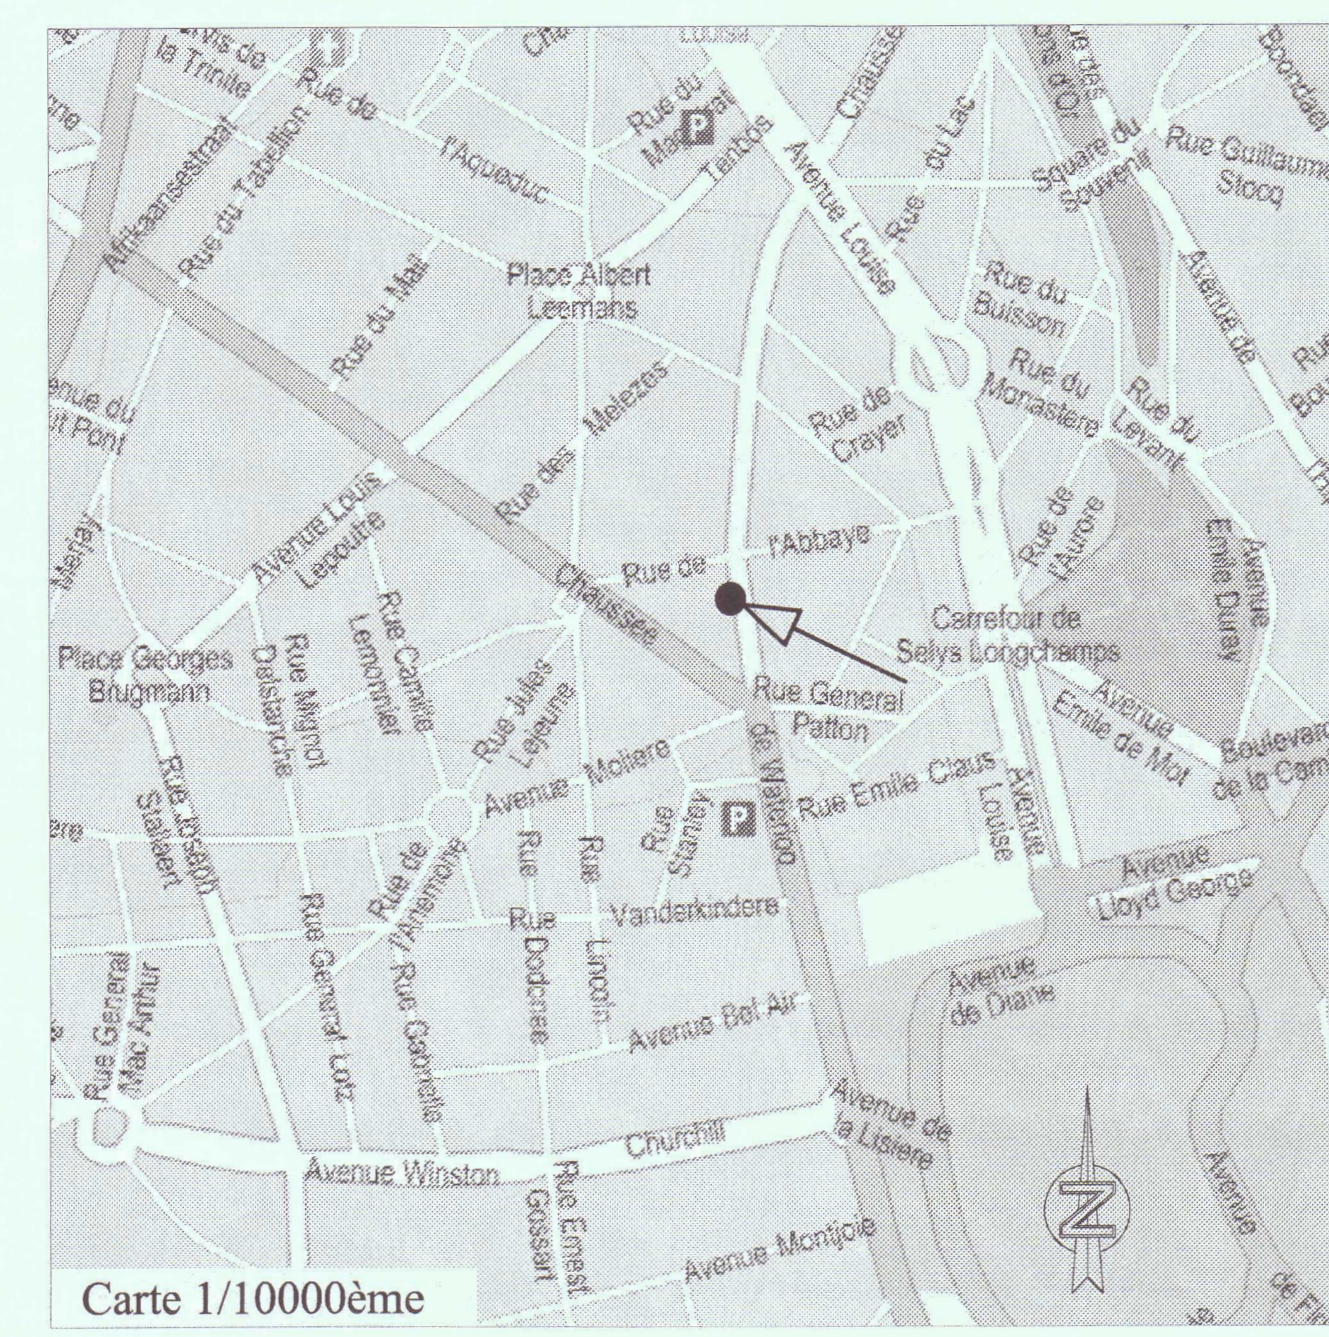 Louise
la Trinite
Rue de
l'Aqueduc
Rue du
Tenbos
P
Chausse
Afrikaansestraat
Rue du Tabellion
Avenue Louise
Rue du Lac
Square du
Souvenir
Rue Guillaume
Stocq
Boondael
Rue du Mail
Place Albert
Leemans
Rue du
Buisson
Avenue de
Rue du
Monastere
Rue du
Levant
Rue de
Crayer
Rue des Melezes
Avenue Louis
Lepoutre
Merjay
Rue de l'Abbaye
Rue de
l'Aurore
Avenue
Emile Duray
Chaussee
Place Georges
Brugmann
Rue Camille
Lemonnier
Rue Mignot
Delstanche
Rue Jules
Lejeune
Carrefour de
Selys Longchamps
Rue General
Patton
de Waterloo
Avenue
Emile de Mot
Boulevard
de la Cam
Rue Joseph
Stallaert
Avenue Moliere
Rue
Stanley
P
Rue Emile Claus
Avenue
Louise
Avenue
Lloyd George
Rue de
l'Anemone
Rue Vanderkindere
Rue Dodonee
Rue Lincoln
Rue General
Mac Arthur
Rue General Lotz
Rue Gabrielle
Avenue Bel Air
Avenue
de Diane
Avenue Winston Churchill
Avenue de
la Lisiere
Rue Ernest
Gossart
Avenue Montjoie
Avenue
N
Carte 1/10000ème